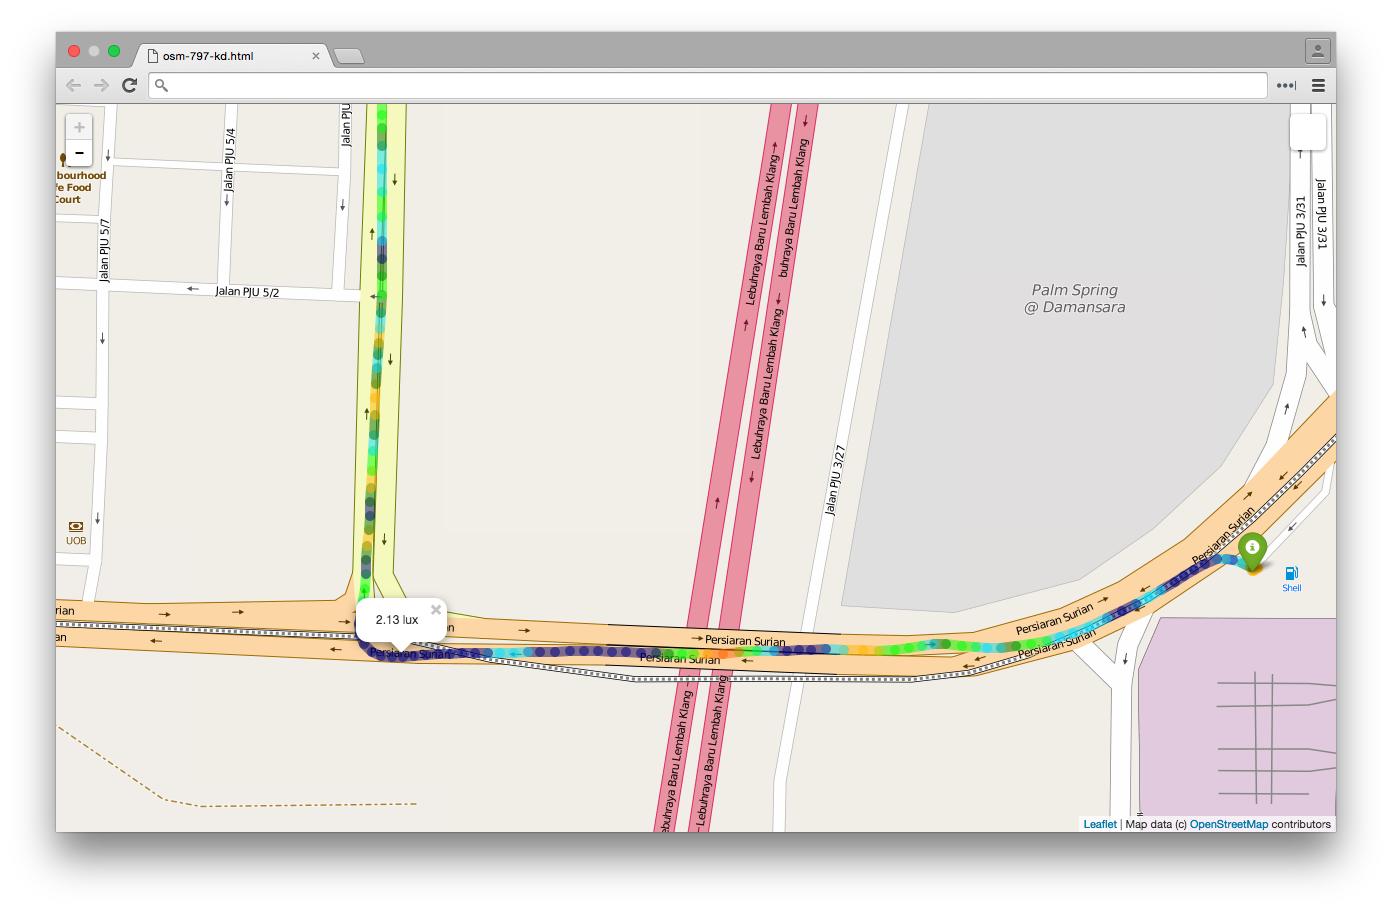 osm-797-kd.html
+
−
bourhood
fe Food
Court
Jalan PJU 5/7
Jalan PJU 5/4
Jalan PJU
Jalan PJU 5/2
UOB
Lebuhraya Baru Lembah Klang
buhraya Baru Lembah Klang
Lebuhraya Baru Lembah Klang
Jalan PJU 3/27
Palm Spring
@ Damansara
Jalan PJU 3/31
Jalan PJU 3/31
Persiaran Surian
Shell
rian
an
2.13 lux
an
Persiaran Surian
Persiaran Surian
Persiaran Surian
Persiaran Surian
Persiaran Surian
ebuhraya Baru Lembah Klang
Lebuhraya Baru Lembah Klang
Leaflet | Map data (c) OpenStreetMap contributors